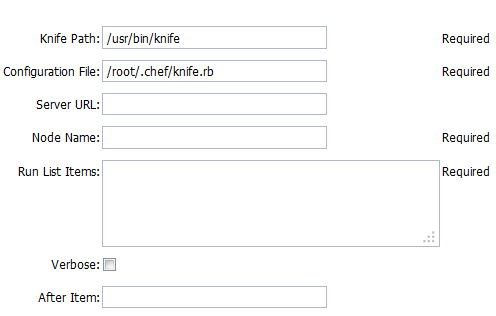 Knife Path: /usr/bin/knife Required
Configuration File: /root/.chef/knife.rb Required
Server URL:
Node Name: Required
Run List Items: Required
Verbose:
After Item: